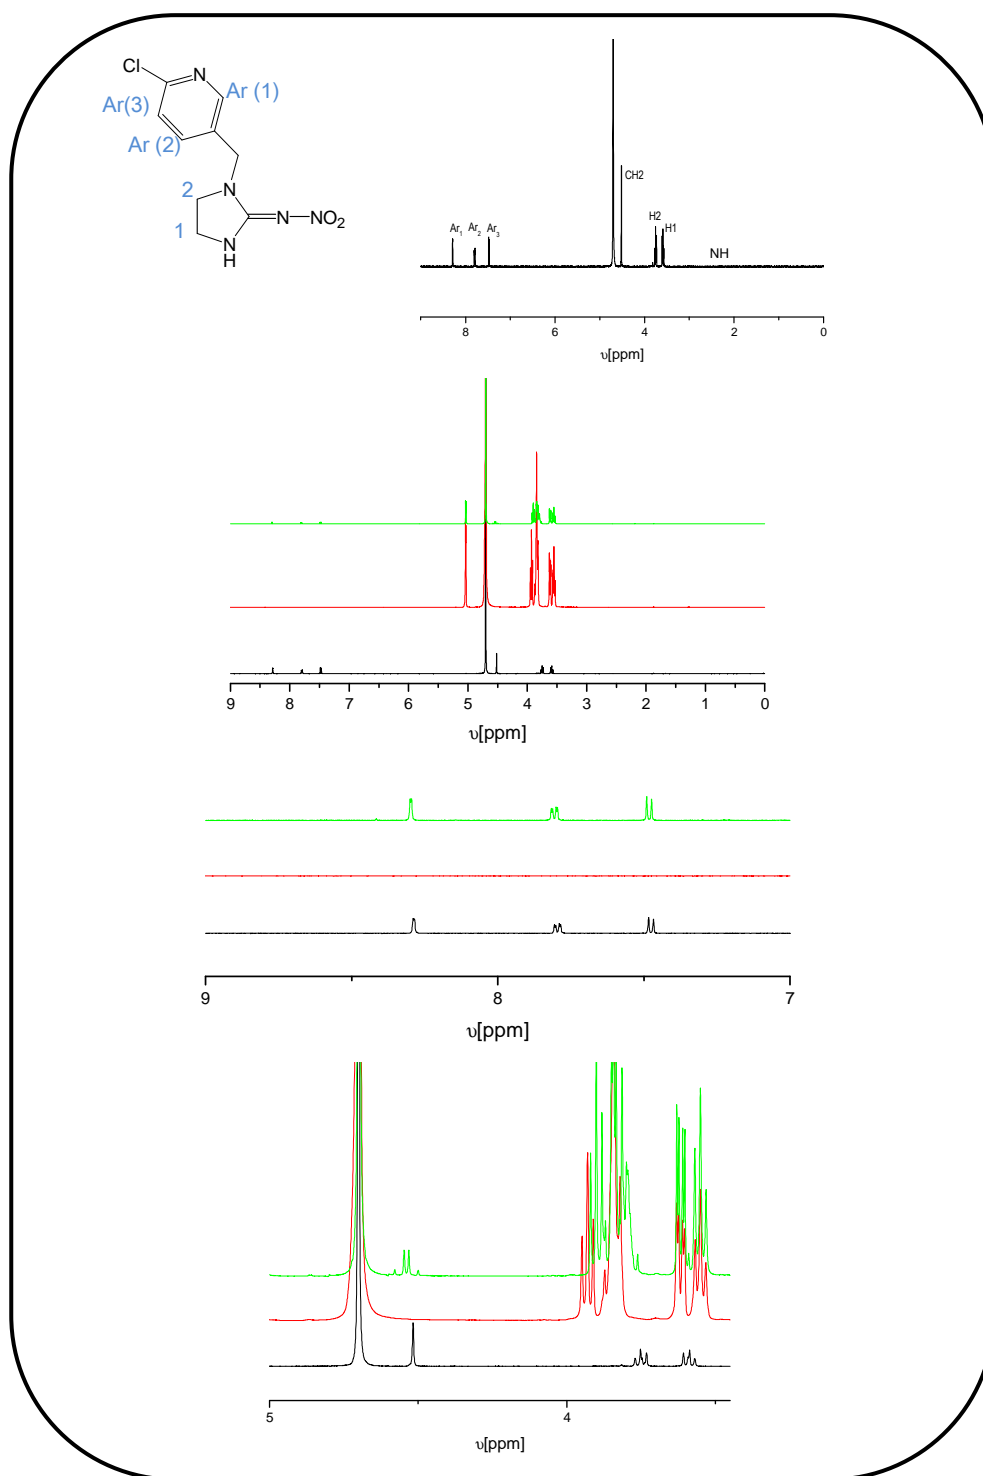 Cl
N
Ar (1)
Ar(3)
Ar (2)
2
N
N
NO2
1
N
H
CH2
H2
H1
Ar1
Ar2
Ar3
NH
8 6 4 2 0
υ[ppm]
9 8 7 6 5 4 3 2 1 0
υ[ppm]
9 8 7
υ[ppm]
5 4
υ[ppm]